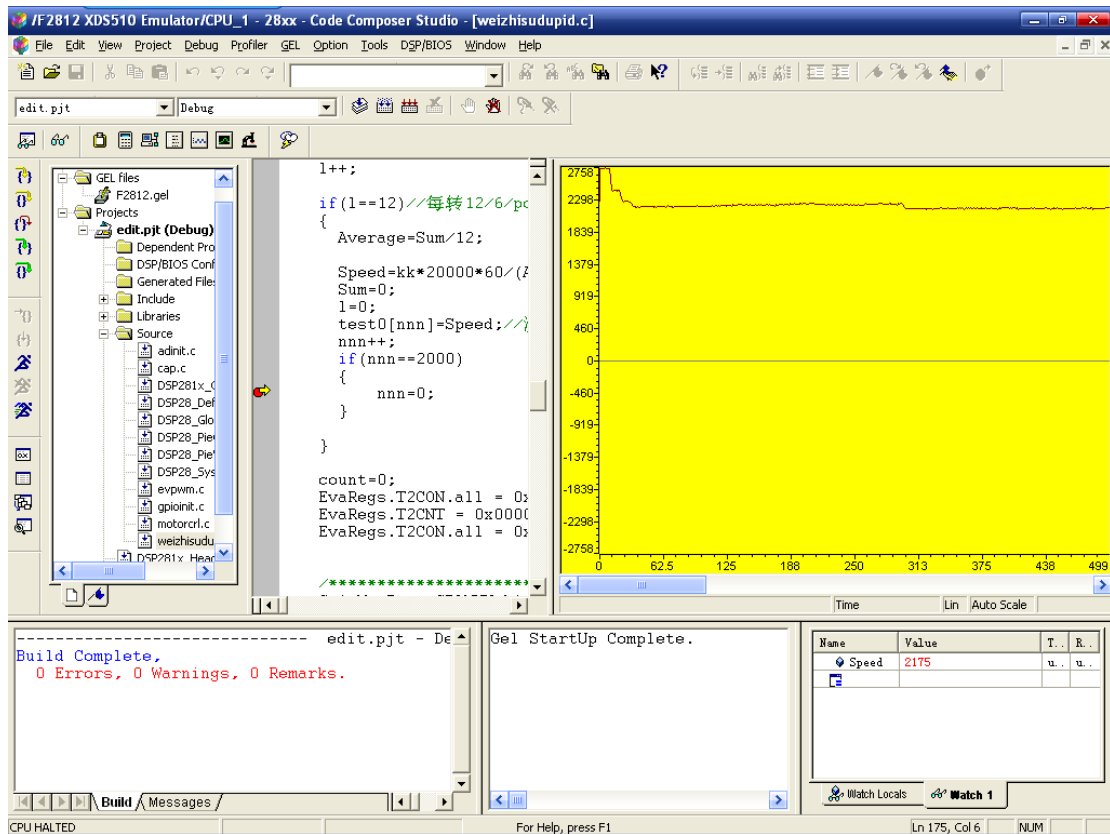 /F2812 XDS510 Emulator/CPU_1 - 28xx - Code Composer Studio - [weizhisudupid.c]
File Edit View Project Debug Profiler GEL Option Tools DSP/BIOS Window Help
edit.pjt Debug
GEL files
F2812.gel
Projects
edit.pjt (Debug)
Dependent Pro
DSP/BIOS Conf
Generated File
Include
Libraries
Source
adinit.c
cap.c
DSP281x_
DSP28_Def
DSP28_Glo
DSP28_Pie
DSP28_Pie
DSP28_Sys
evpwm.c
gpioinit.c
motorcrl.c
weizhisudu
DSP281x_Head
l++;
if(l==12)//每转12/6/po
{
Average=Sum/12;
Speed=kk*20000*60/(A
Sum=0;
l=0;
test0[nnn]=Speed;//
nnn++;
if(nnn==2000)
{
nnn=0;
}
}
count=0;
EvaRegs.T2CON.all = 0x
EvaRegs.T2CNT = 0x0000
EvaRegs.T2CON.all = 0x
/***********************
2758
2298
1839
1379
919
460
0
-460
-919
-1379
-1839
-2298
-2758
0 62.5 125 188 250 313 375 438 499
Time Lin Auto Scale
------------------------------ edit.pjt - De
Build Complete,
0 Errors, 0 Warnings, 0 Remarks.
Build Messages
Gel StartUp Complete.
Name Value T.. R..
Speed 2175 u.. u..
Watch Locals Watch 1
CPU HALTED For Help, press F1 Ln 175, Col 6 NUM